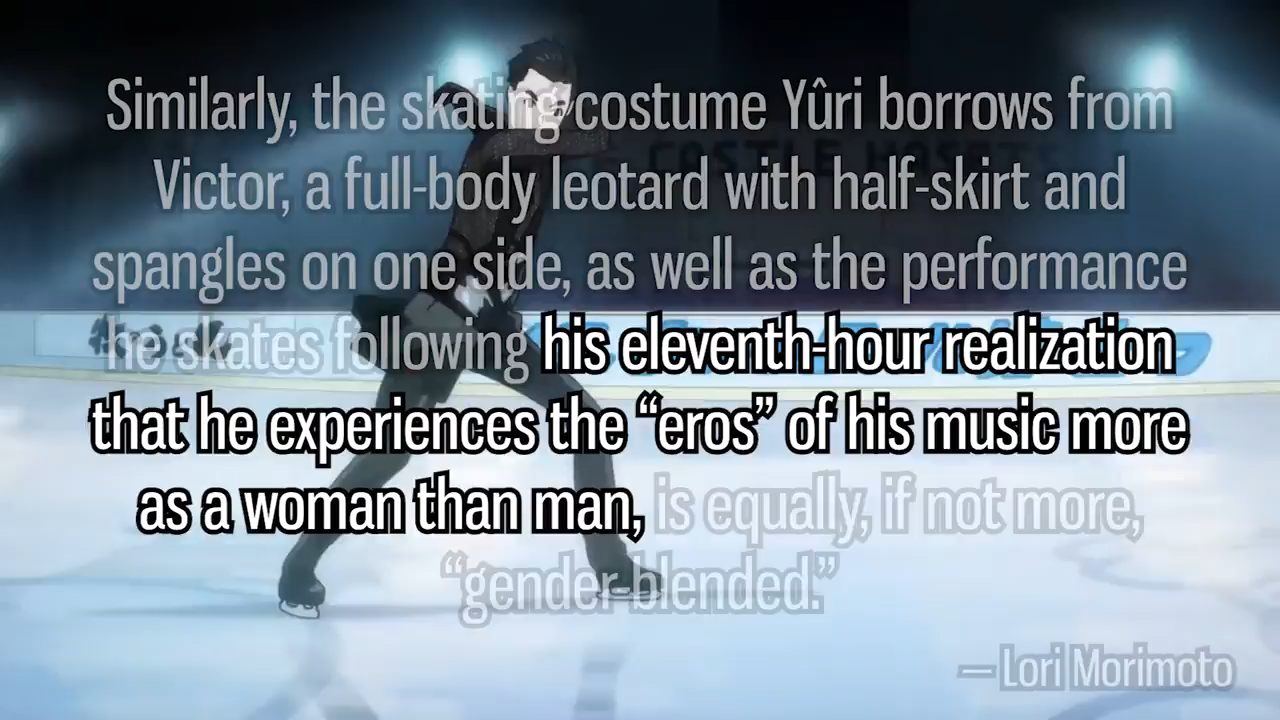 Similarly, the skating costume Yûri borrows from
Victor, a full-body leotard with half-skirt and
spangles on one side, as well as the performance
he skates following his eleventh-hour realization
that he experiences the “eros” of his music more
as a woman than man, is equally, if not more,
“gender-blended.”
— Lori Morimoto